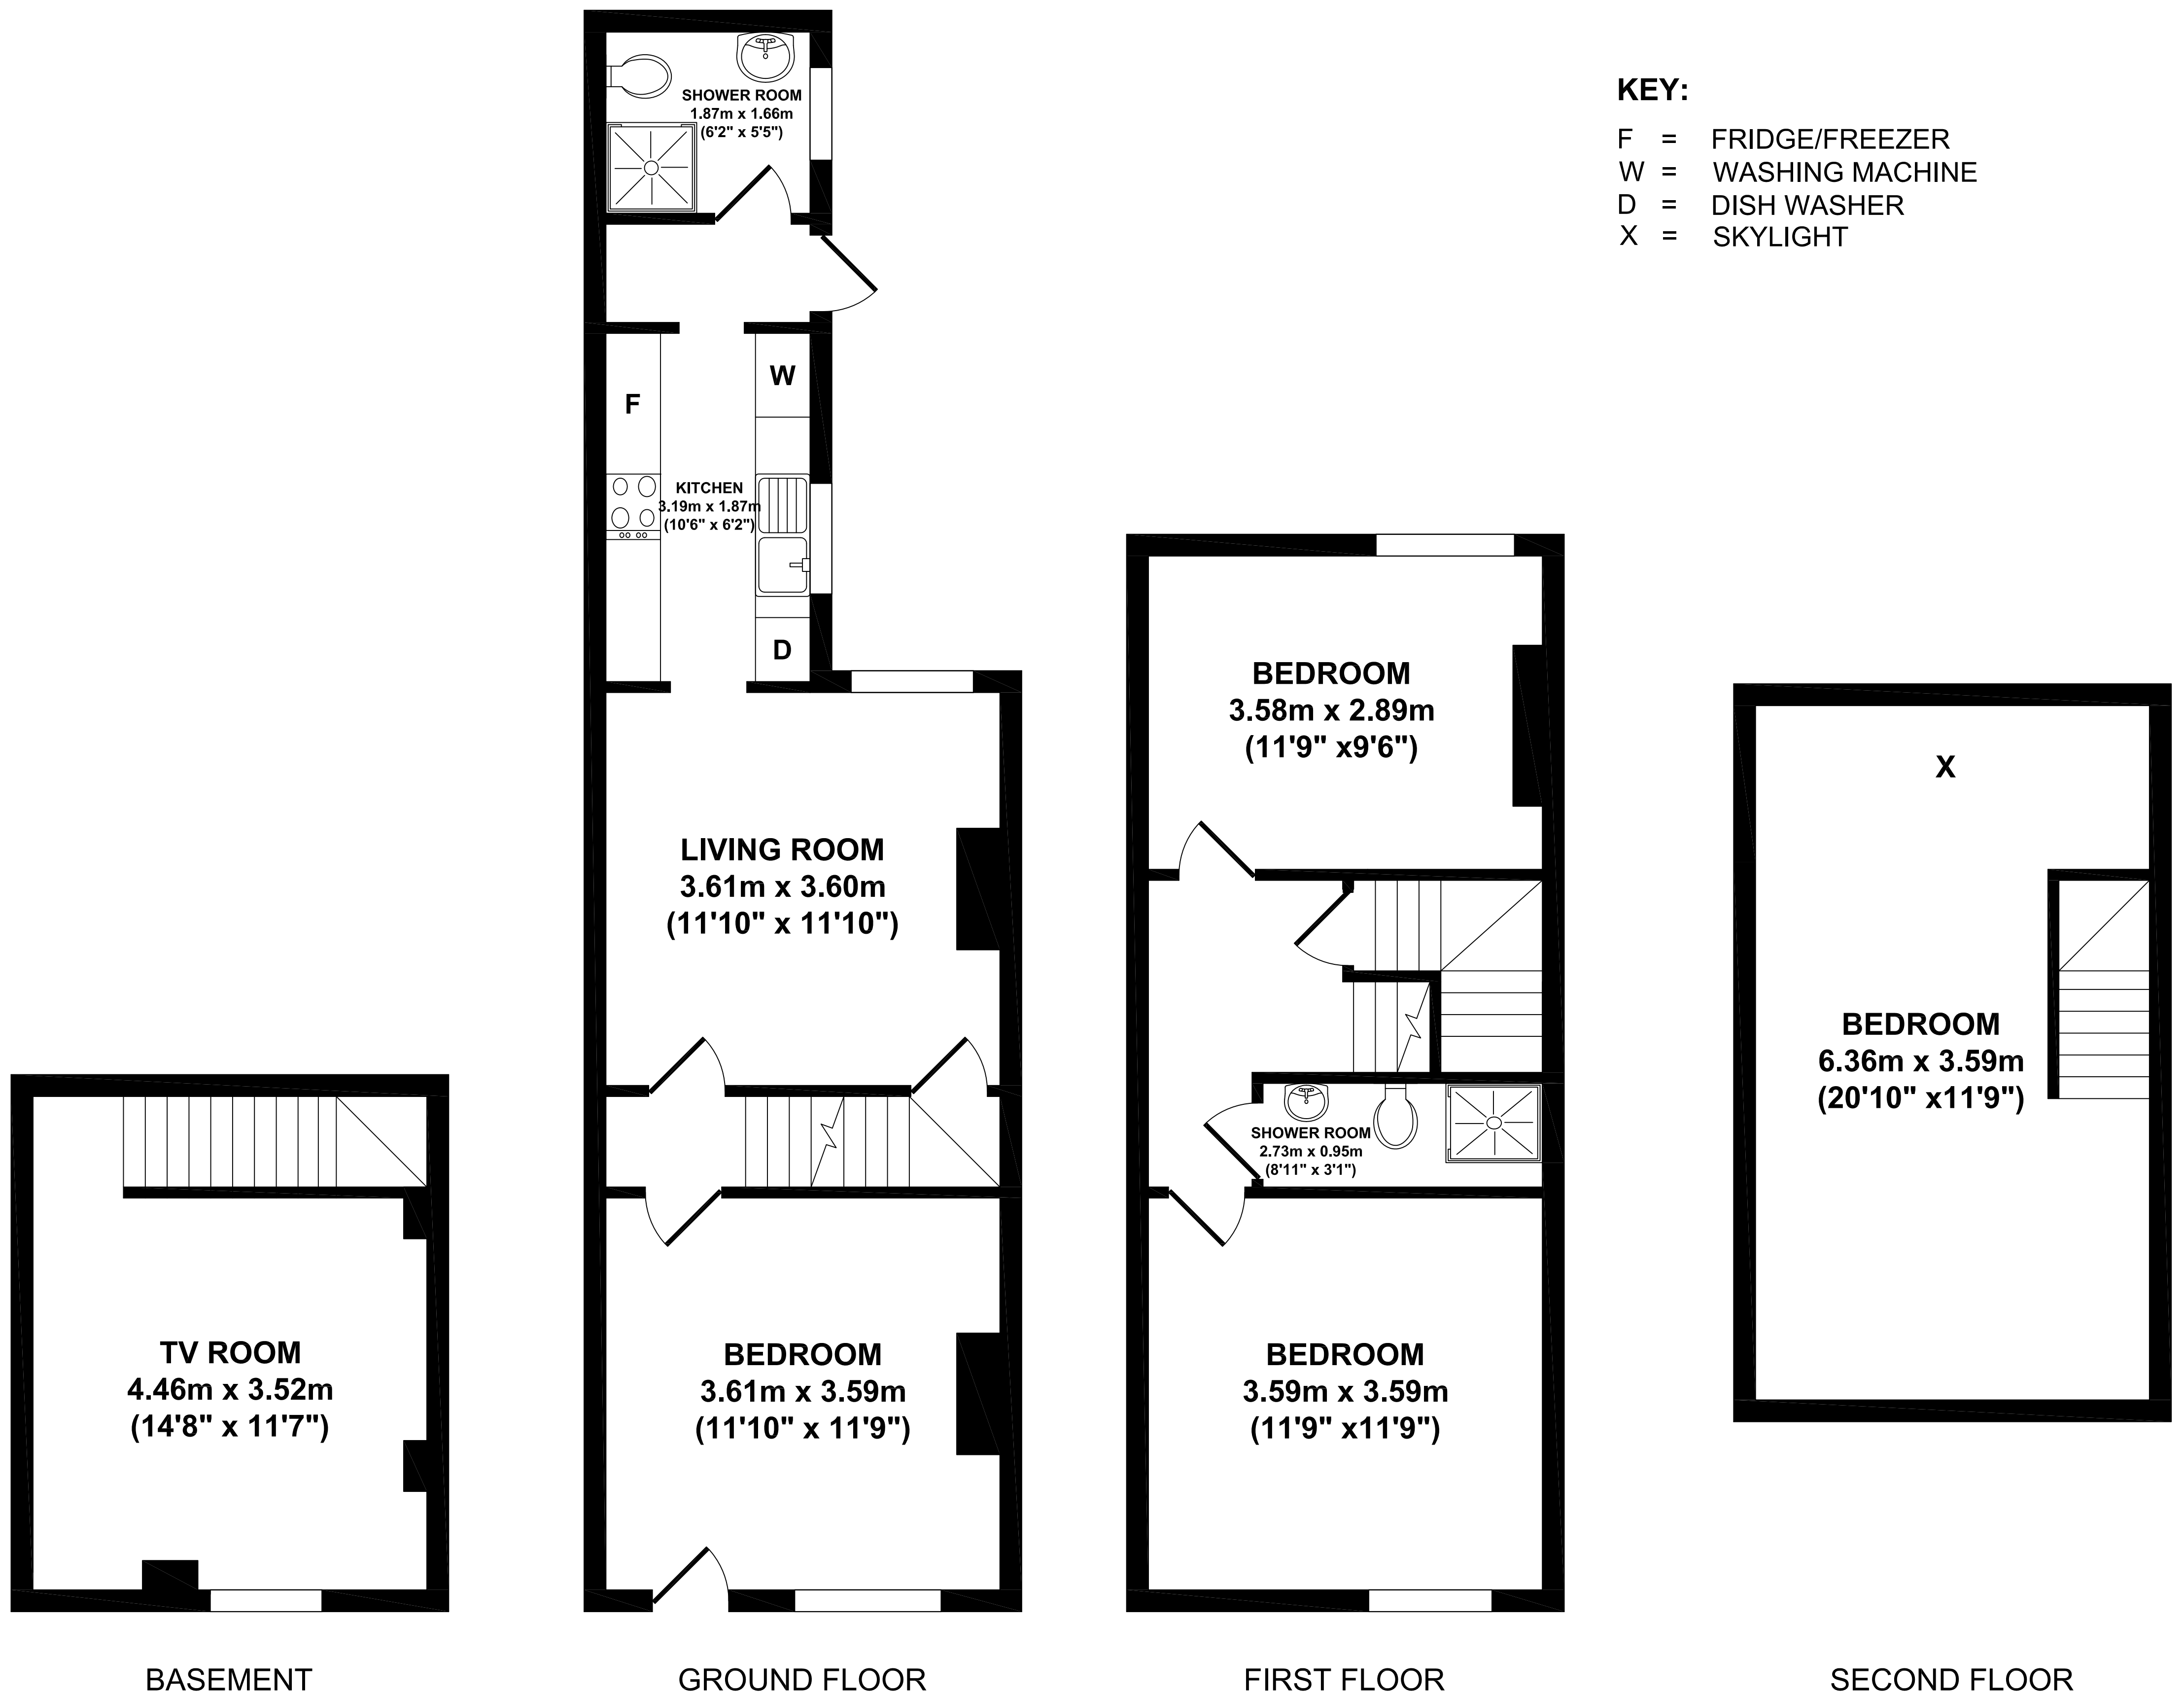 KEY:
F = FRIDGE/FREEZER
W = WASHING MACHINE
D = DISH WASHER
X = SKYLIGHT
TV ROOM
4.46m x 3.52m
(14'8" x 11'7")
BASEMENT
SHOWER ROOM
1.87m x 1.66m
(6'2" x 5'5")
F
W
KITCHEN
3.19m x 1.87m
(10'6" x 6'2")
D
LIVING ROOM
3.61m x 3.60m
(11'10" x 11'10")
BEDROOM
3.61m x 3.59m
(11'10" x 11'9")
GROUND FLOOR
BEDROOM
3.58m x 2.89m
(11'9" x9'6")
SHOWER ROOM
2.73m x 0.95m
(8'11" x 3'1")
BEDROOM
3.59m x 3.59m
(11'9" x11'9")
FIRST FLOOR
X
BEDROOM
6.36m x 3.59m
(20'10" x11'9")
SECOND FLOOR